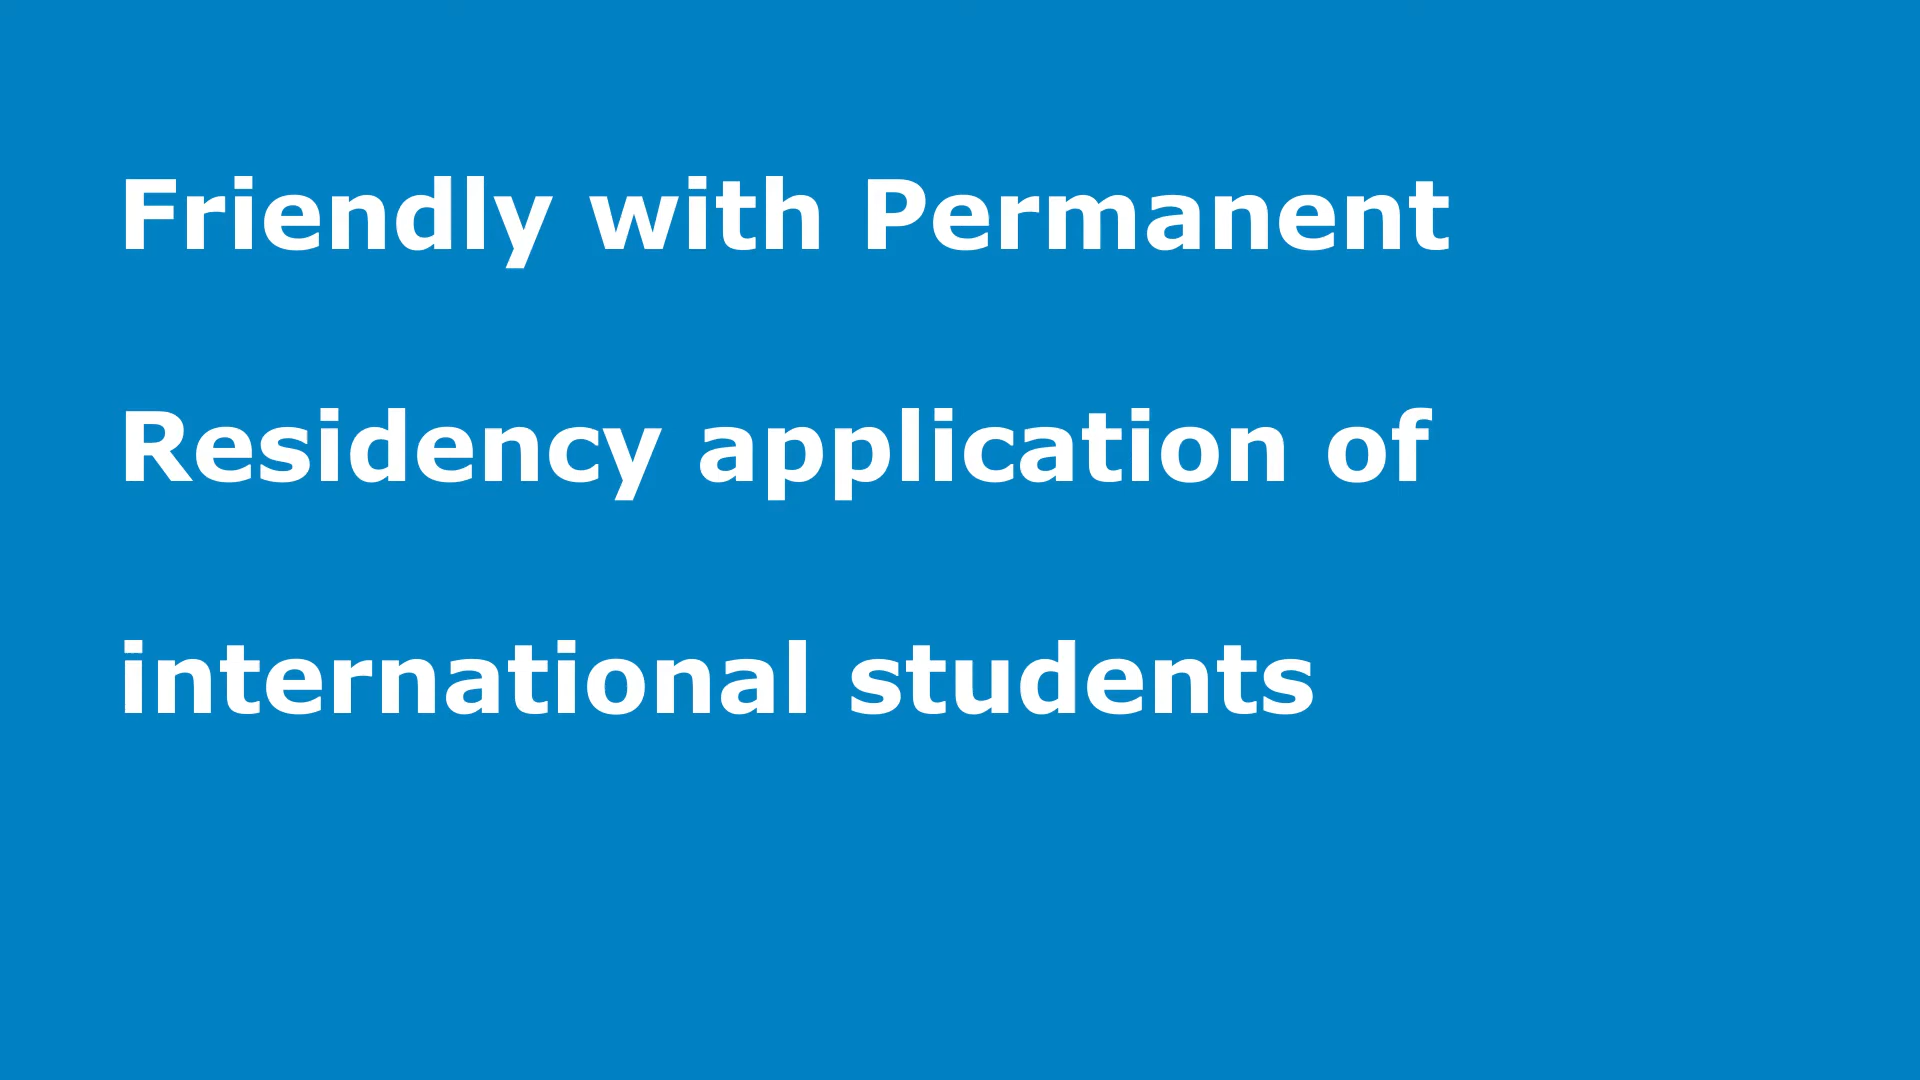 Friendly with Permanent
Residency application of
international students